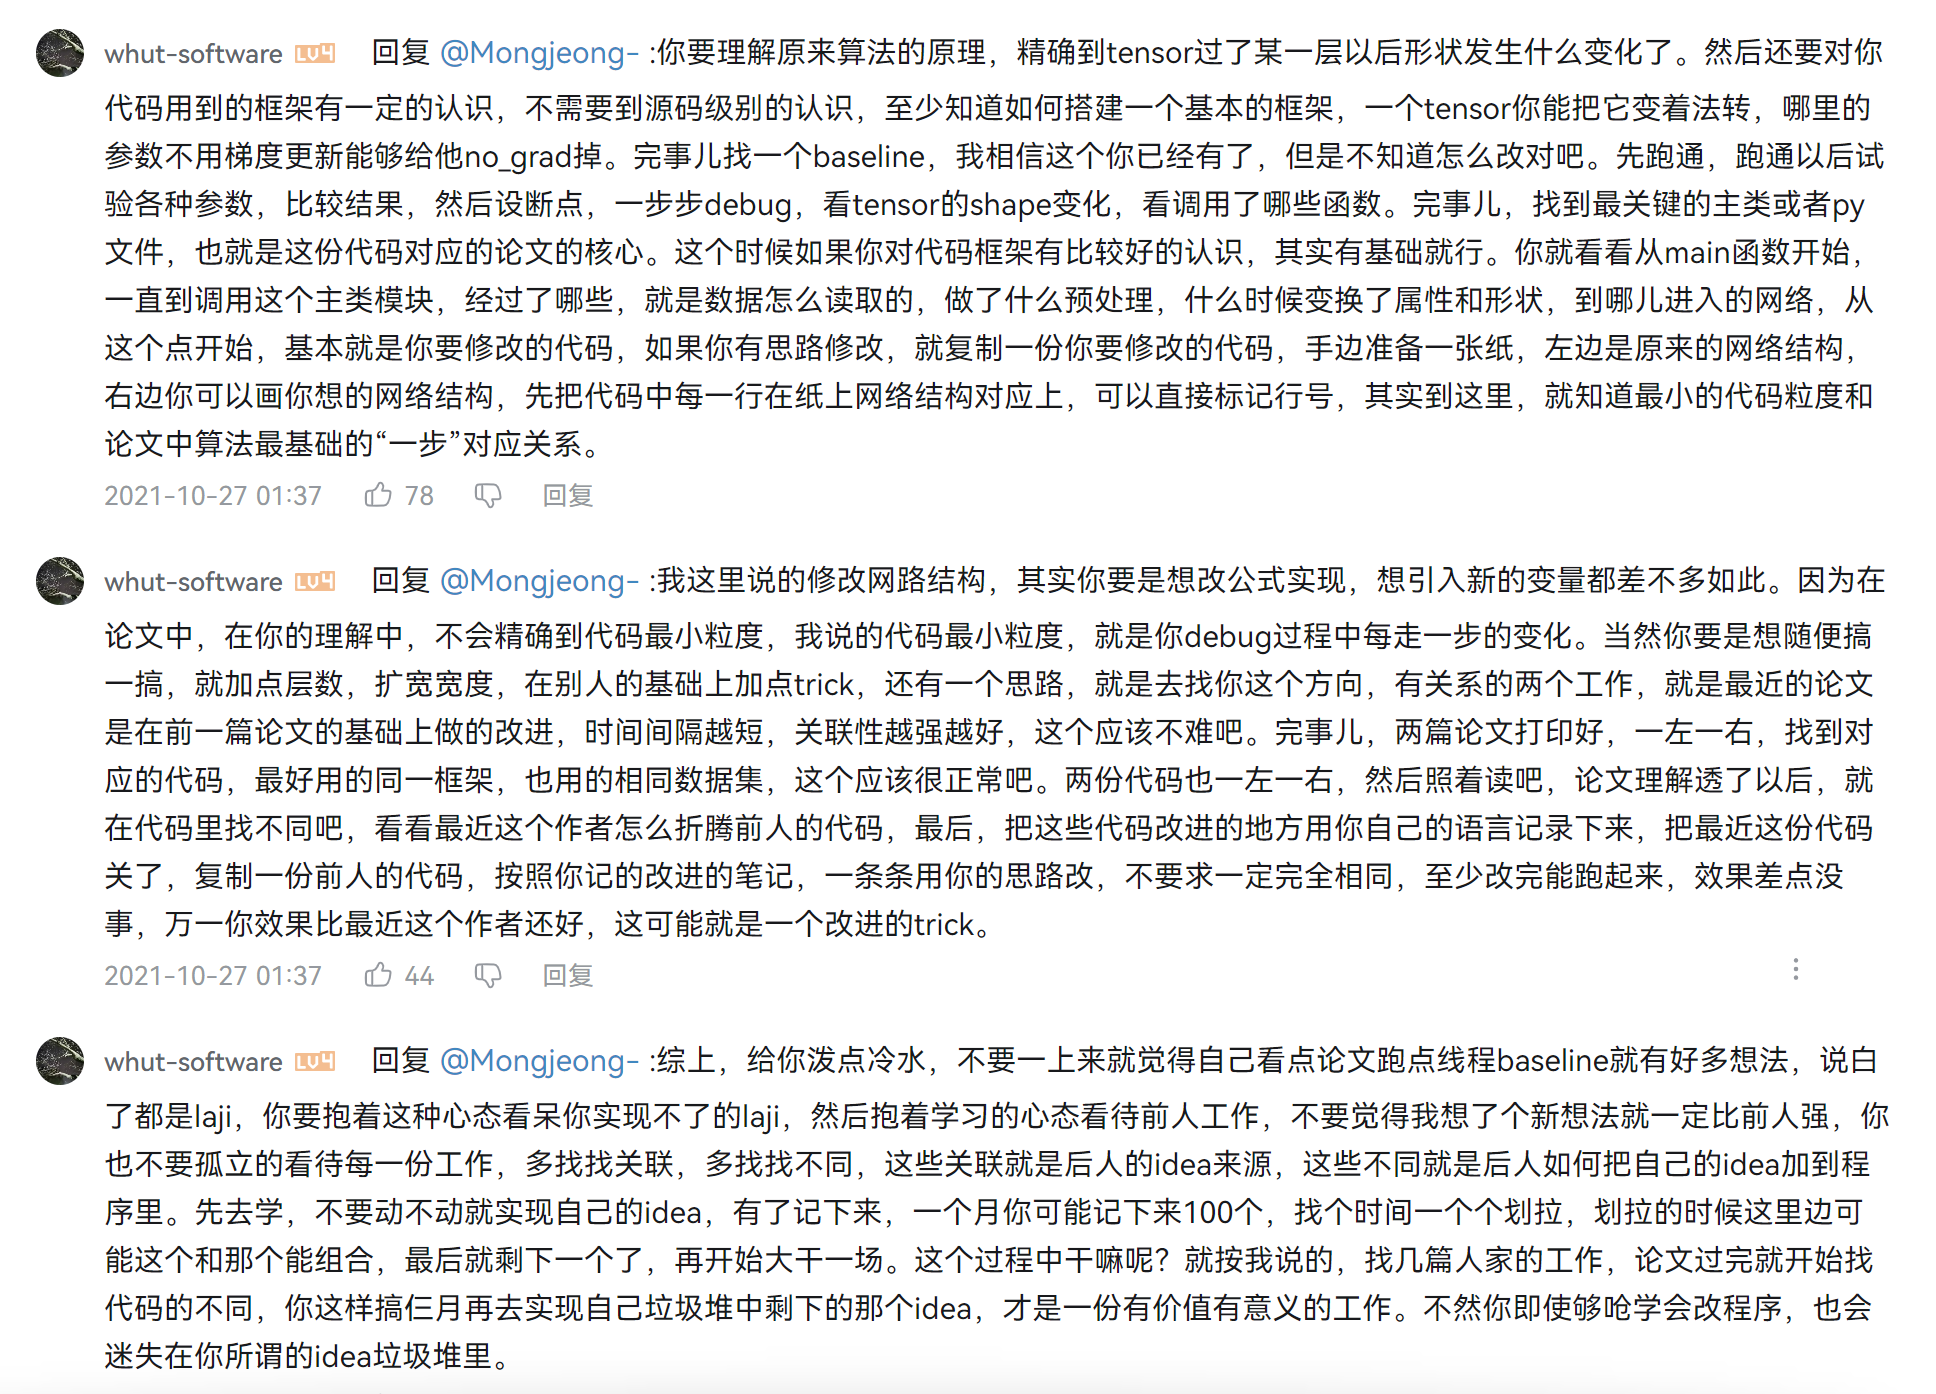 whut-software LV4 回复 @Mongjeong- :你要理解原来算法的原理，精确到tensor过了某一层以后形状发生什么变化了。然后还要对你
代码用到的框架有一定的认识，不需要到源码级别的认识，至少知道如何搭建一个基本的框架，一个tensor你能把它变着法转，哪里的
参数不用梯度更新能够给他no_grad掉。完事儿找一个baseline，我相信这个你已经有了，但是不知道怎么改对吧。先跑通，跑通以后试
验各种参数，比较结果，然后设断点，一步步debug，看tensor的shape变化，看调用了哪些函数。完事儿，找到最关键的主类或者py
文件，也就是这份代码对应的论文的核心。这个时候如果你对代码框架有比较好的认识，其实有基础就行。你就看看从main函数开始，
一直到调用这个主类模块，经过了哪些，就是数据怎么读取的，做了什么预处理，什么时候变换了属性和形状，到哪儿进入的网络，从
这个点开始，基本就是你要修改的代码，如果你有思路修改，就复制一份你要修改的代码，手边准备一张纸，左边是原来的网络结构，
右边你可以画你想的网络结构，先把代码中每一行在纸上网络结构对应上，可以直接标记行号，其实到这里，就知道最小的代码粒度和
论文中算法最基础的“一步”对应关系。
2021-10-27 01:37 78 回复
whut-software LV4 回复 @Mongjeong- :我这里说的修改网路结构，其实你要是想改公式实现，想引入新的变量都差不多如此。因为在
论文中，在你的理解中，不会精确到代码最小粒度，我说的代码最小粒度，就是你debug过程中每走一步的变化。当然你要是想随便搞
一搞，就加点层数，扩宽宽度，在别人的基础上加点trick，还有一个思路，就是去找你这个方向，有关系的两个工作，就是最近的论文
是在前一篇论文的基础上做的改进，时间间隔越短，关联性越强越好，这个应该不难吧。完事儿，两篇论文打印好，一左一右，找到对
应的代码，最好用的同一框架，也用的相同数据集，这个应该很正常吧。两份代码也一左一右，然后照着读吧，论文理解透了以后，就
在代码里找不同吧，看看最近这个作者怎么折腾前人的代码，最后，把这些代码改进的地方用你自己的语言记录下来，把最近这份代码
关了，复制一份前人的代码，按照你记的改进的笔记，一条条用你的思路改，不要求一定完全相同，至少改完能跑起来，效果差点没
事，万一你效果比最近这个作者还好，这可能就是一个改进的trick。
2021-10-27 01:37 44 回复
whut-software LV4 回复 @Mongjeong- :综上，给你泼点冷水，不要一上来就觉得自己看点论文跑点线程baseline就有好多想法，说白
了都是laji，你要抱着这种心态看呆你实现不了的laji，然后抱着学习的心态看待前人工作，不要觉得我想了个新想法就一定比前人强，你
也不要孤立的看待每一份工作，多找找关联，多找找不同，这些关联就是后人的idea来源，这些不同就是后人如何把自己的idea加到程
序里。先去学，不要动不动就实现自己的idea，有了记下来，一个月你可能记下来100个，找个时间一个个划拉，划拉的时候这里边可
能这个和那个能组合，最后就剩下一个了，再开始大干一场。这个过程中干嘛呢？就按我说的，找几篇人家的工作，论文过完就开始找
代码的不同，你这样搞仨月再去实现自己垃圾堆中剩下的那个idea，才是一份有价值有意义的工作。不然你即使够呛学会改程序，也会
迷失在你所谓的idea垃圾堆里。